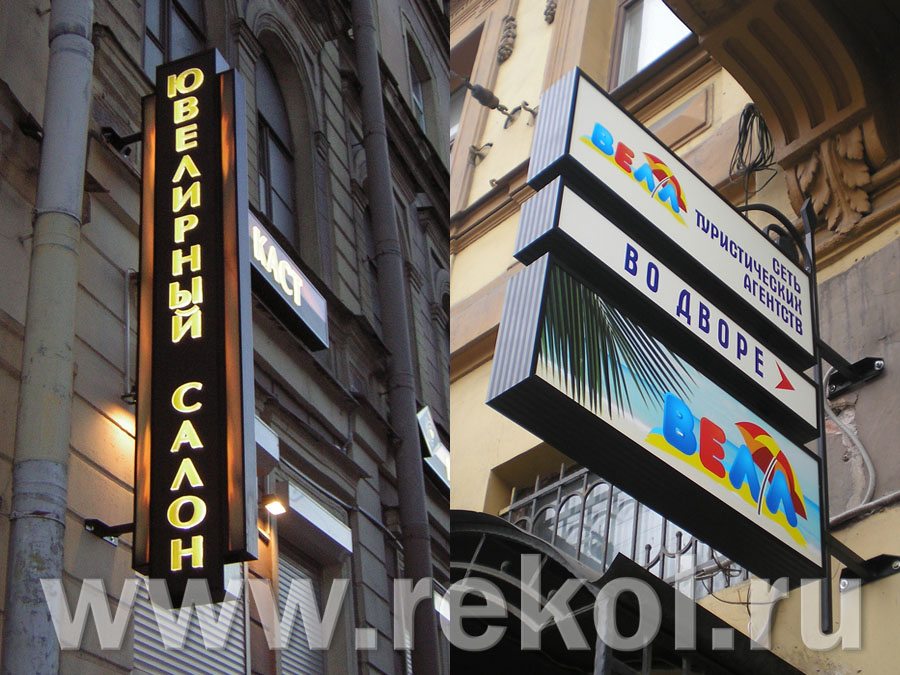 ЮВЕЛИРНЫЙ САЛОН
КАСТ
ВЕЛЛ
СЕТЬ
ТУРИСТИЧЕСКИХ
АГЕНТСТВ
ВО ДВОРЕ
ВЕЛЛ
www.rekol.ru